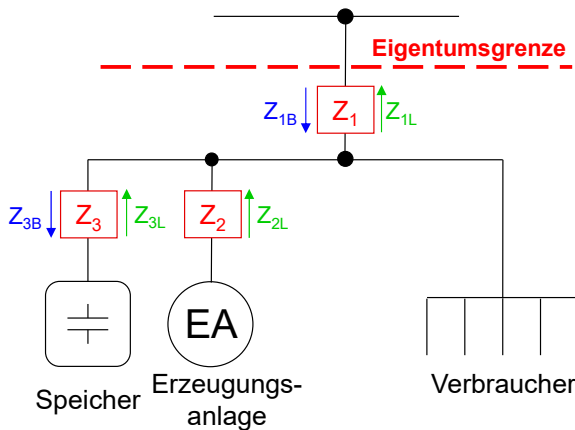 Eigentumsgrenze
Z1B
Z1
Z1L
Z3B
Z3
Z3L
Z2
Z2L
EA
Speicher
Erzeugungs-
anlage
Verbraucher